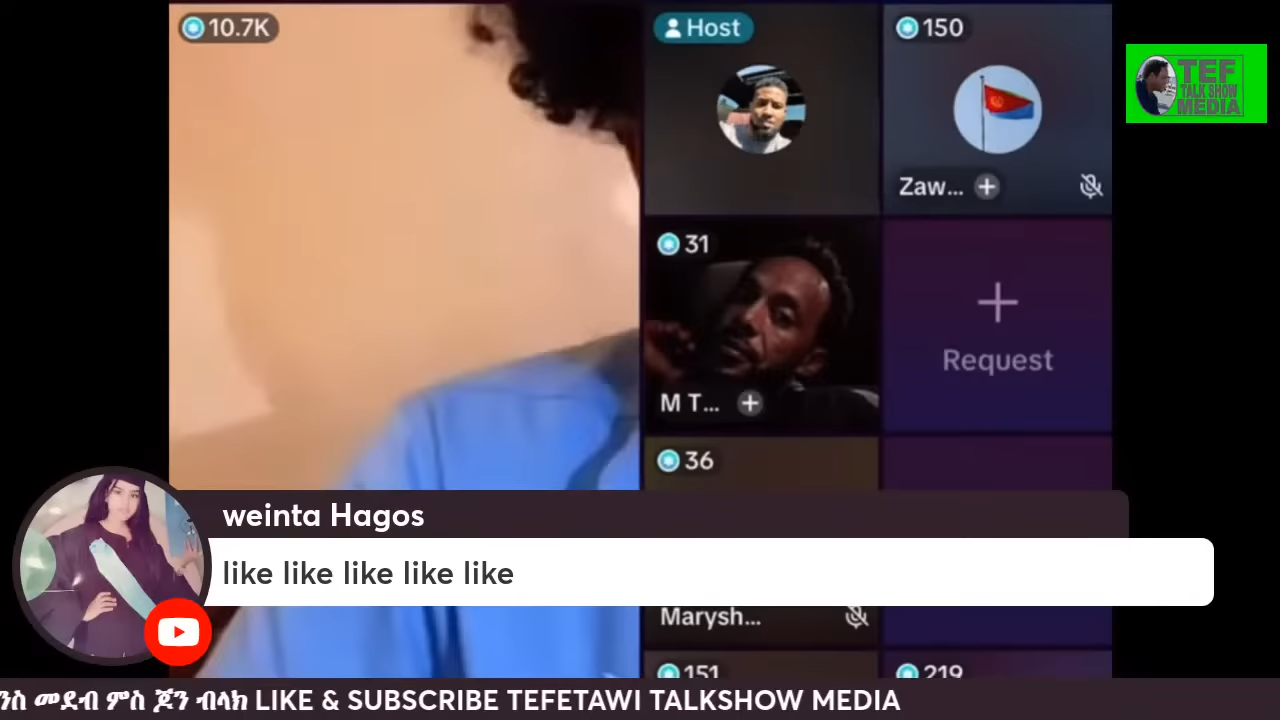 10.7K
Host
150
TEF
TALK SHOW
MEDIA
Zaw...
31
M T...
Request
36
weinta Hagos
like like like like like
Marysh...
151
219
ንስ መደብ ምስ ጆን ብላክ LIKE & SUBSCRIBE TEFETAWI TALKSHOW MEDIA